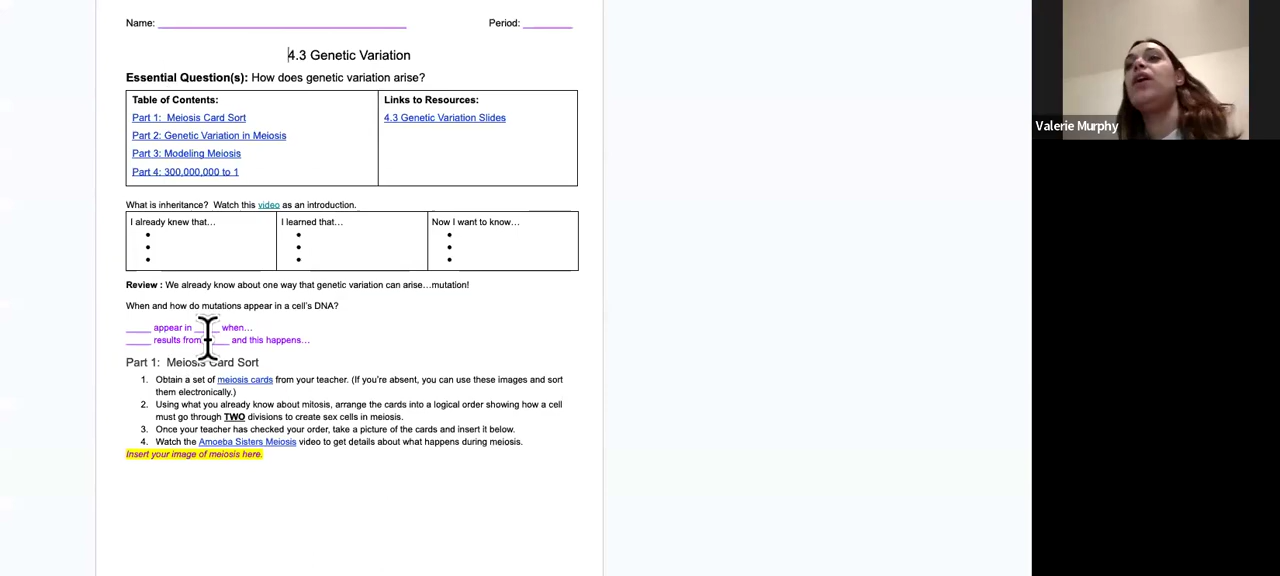 Name: ________ Period: ________
4.3 Genetic Variation
Essential Question(s): How does genetic variation arise?
Table of Contents:
Part 1: Meiosis Card Sort
Part 2: Genetic Variation in Meiosis
Part 3: Modeling Meiosis
Part 4: 300,000,000 to 1
Links to Resources:
4.3 Genetic Variation Slides
What is inheritance? Watch this video as an introduction.
I already knew that…
I learned that…
Now I want to know…
Review : We already know about one way that genetic variation can arise…mutation!
When and how do mutations appear in a cell's DNA?
_____ appear in _____ when…
_____ results from _____ and this happens…
Part 1: Meiosis Card Sort
1. Obtain a set of meiosis cards from your teacher. (If you're absent, you can use these images and sort
them electronically.)
2. Using what you already know about mitosis, arrange the cards into a logical order showing how a cell
must go through TWO divisions to create sex cells in meiosis.
3. Once your teacher has checked your order, take a picture of the cards and insert it below.
4. Watch the Amoeba Sisters Meiosis video to get details about what happens during meiosis.
Insert your image of meiosis here.
Valerie Murphy